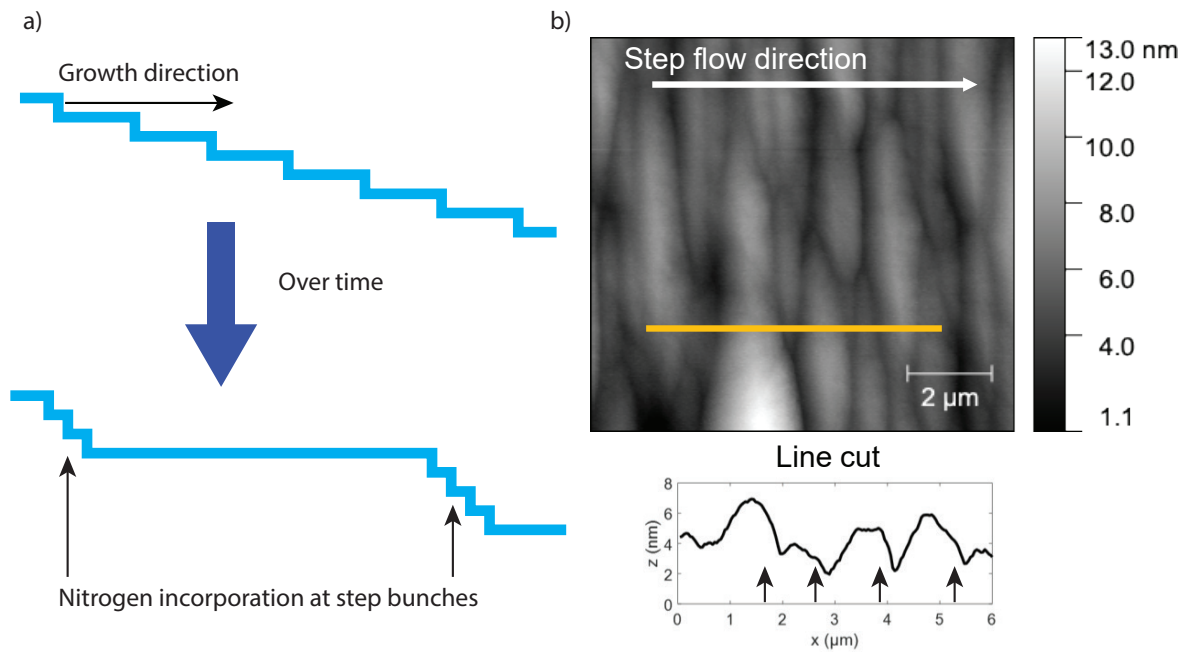 a)
Growth direction
Over time
Nitrogen incorporation at step bunches
b)
Step flow direction
2 µm
13.0 nm
12.0
10.0
8.0
6.0
4.0
1.1
Line cut
8
6
4
2
0
z (nm)
0 1 2 3 4 5 6
x (µm)